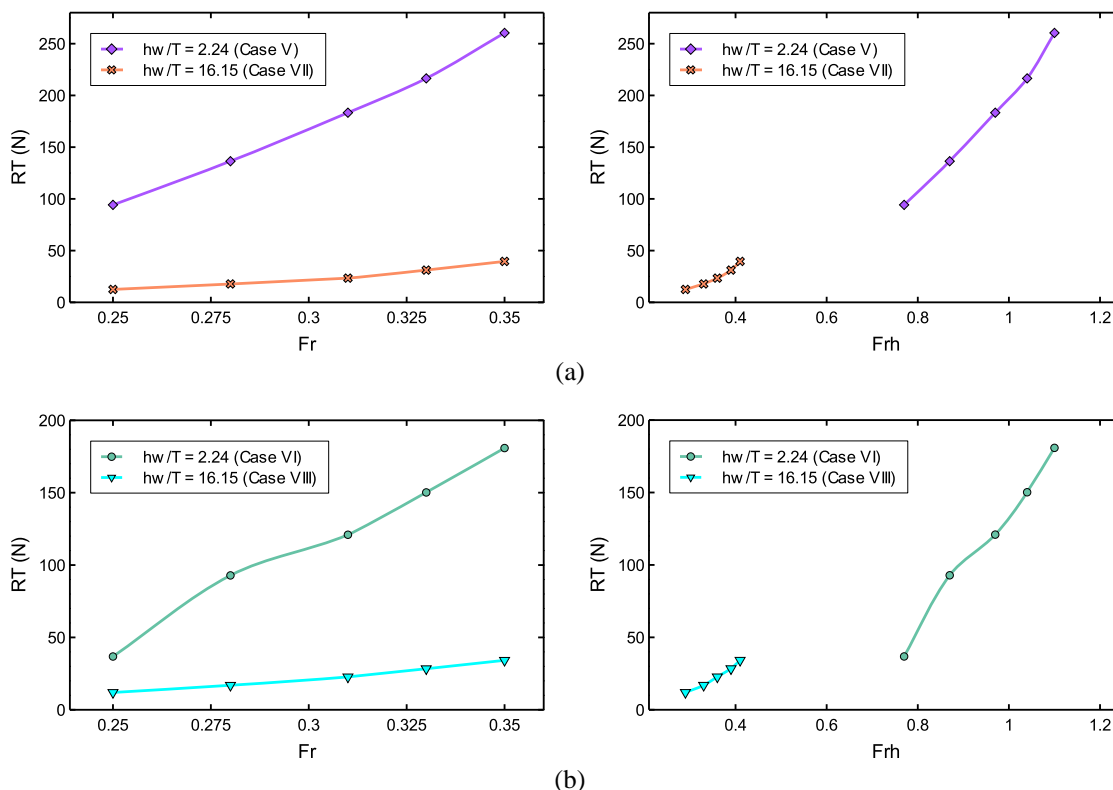 hw/T = 2.24 (Case V)
hw/T = 16.15 (Case VII)
RT (N)
250
200
150
100
50
0
0.25
0.275
0.3
0.325
0.35
Fr
hw/T = 2.24 (Case V)
hw/T = 16.15 (Case VII)
RT (N)
250
200
150
100
50
0
0.4
0.6
0.8
1
1.2
Frh
(a)
hw/T = 2.24 (Case VI)
hw/T = 16.15 (Case VIII)
RT (N)
200
150
100
50
0
0.25
0.275
0.3
0.325
0.35
Fr
hw/T = 2.24 (Case VI)
hw/T = 16.15 (Case VIII)
RT (N)
200
150
100
50
0
0.4
0.6
0.8
1
1.2
Frh
(b)